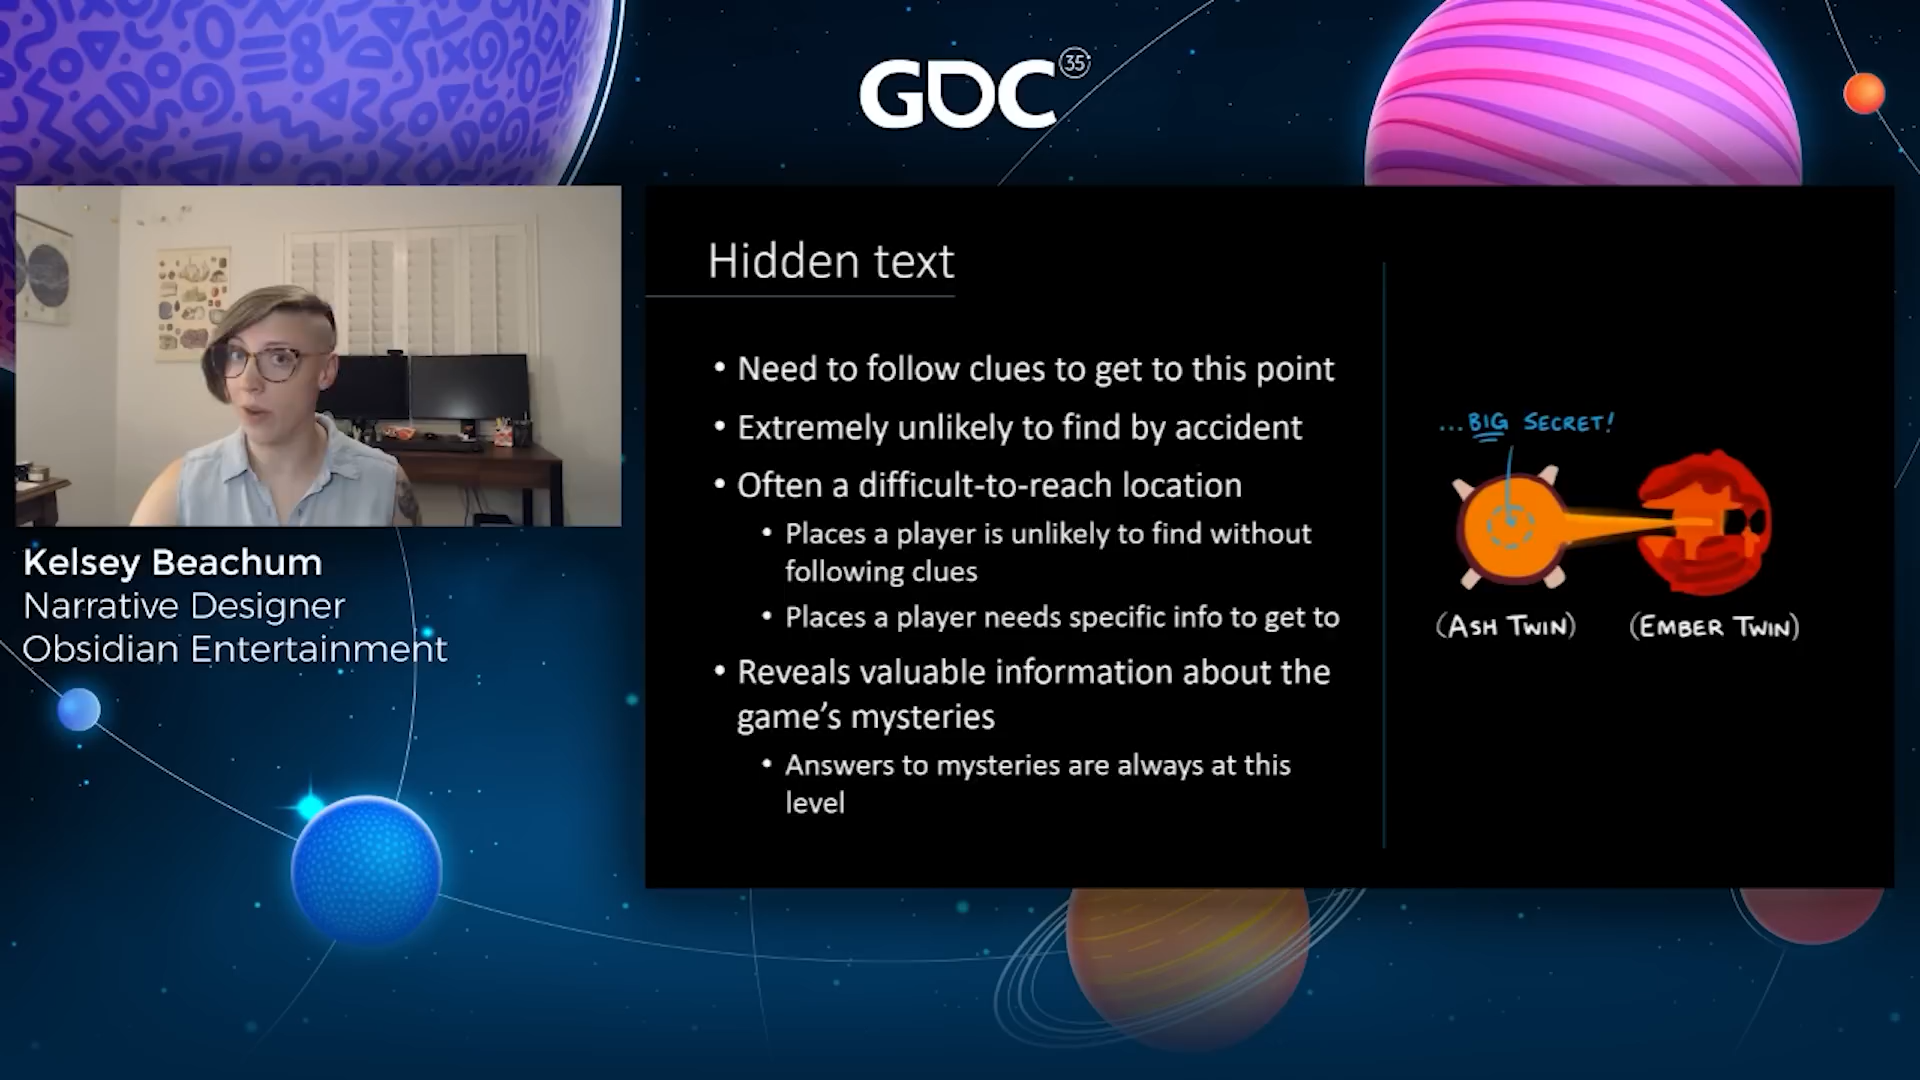 GDC 35
Kelsey Beachum
Narrative Designer
Obsidian Entertainment
Hidden text
• Need to follow clues to get to this point
• Extremely unlikely to find by accident
• Often a difficult-to-reach location
• Places a player is unlikely to find without
following clues
• Places a player needs specific info to get to
• Reveals valuable information about the
game’s mysteries
• Answers to mysteries are always at this
level
...BIG SECRET!
(ASH TWIN) (EMBER TWIN)